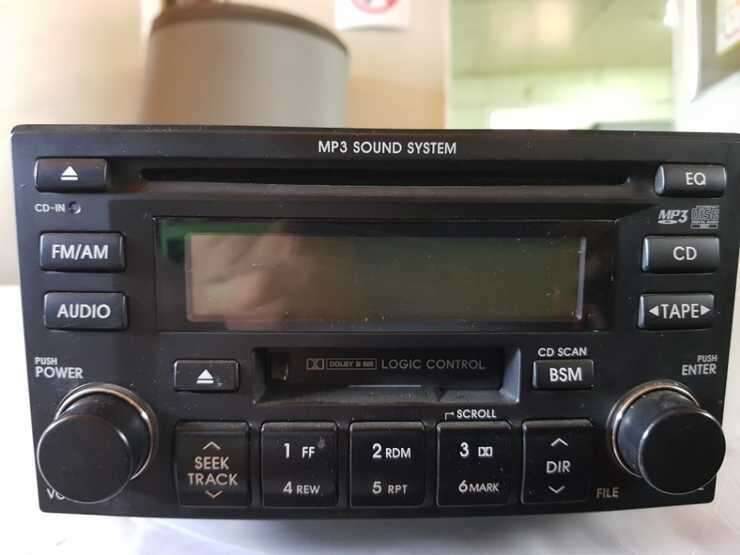 MP3 SOUND SYSTEM
EQ
CD-IN
MP3
FM/AM
CD
AUDIO
◀TAPE▶
PUSH
POWER
DOLBY B NR LOGIC CONTROL
CD SCAN
BSM
PUSH
ENTER
SCROLL
SEEK
TRACK
1 FF
4 REW
2 RDM
5 RPT
3
6 MARK
DIR
FILE